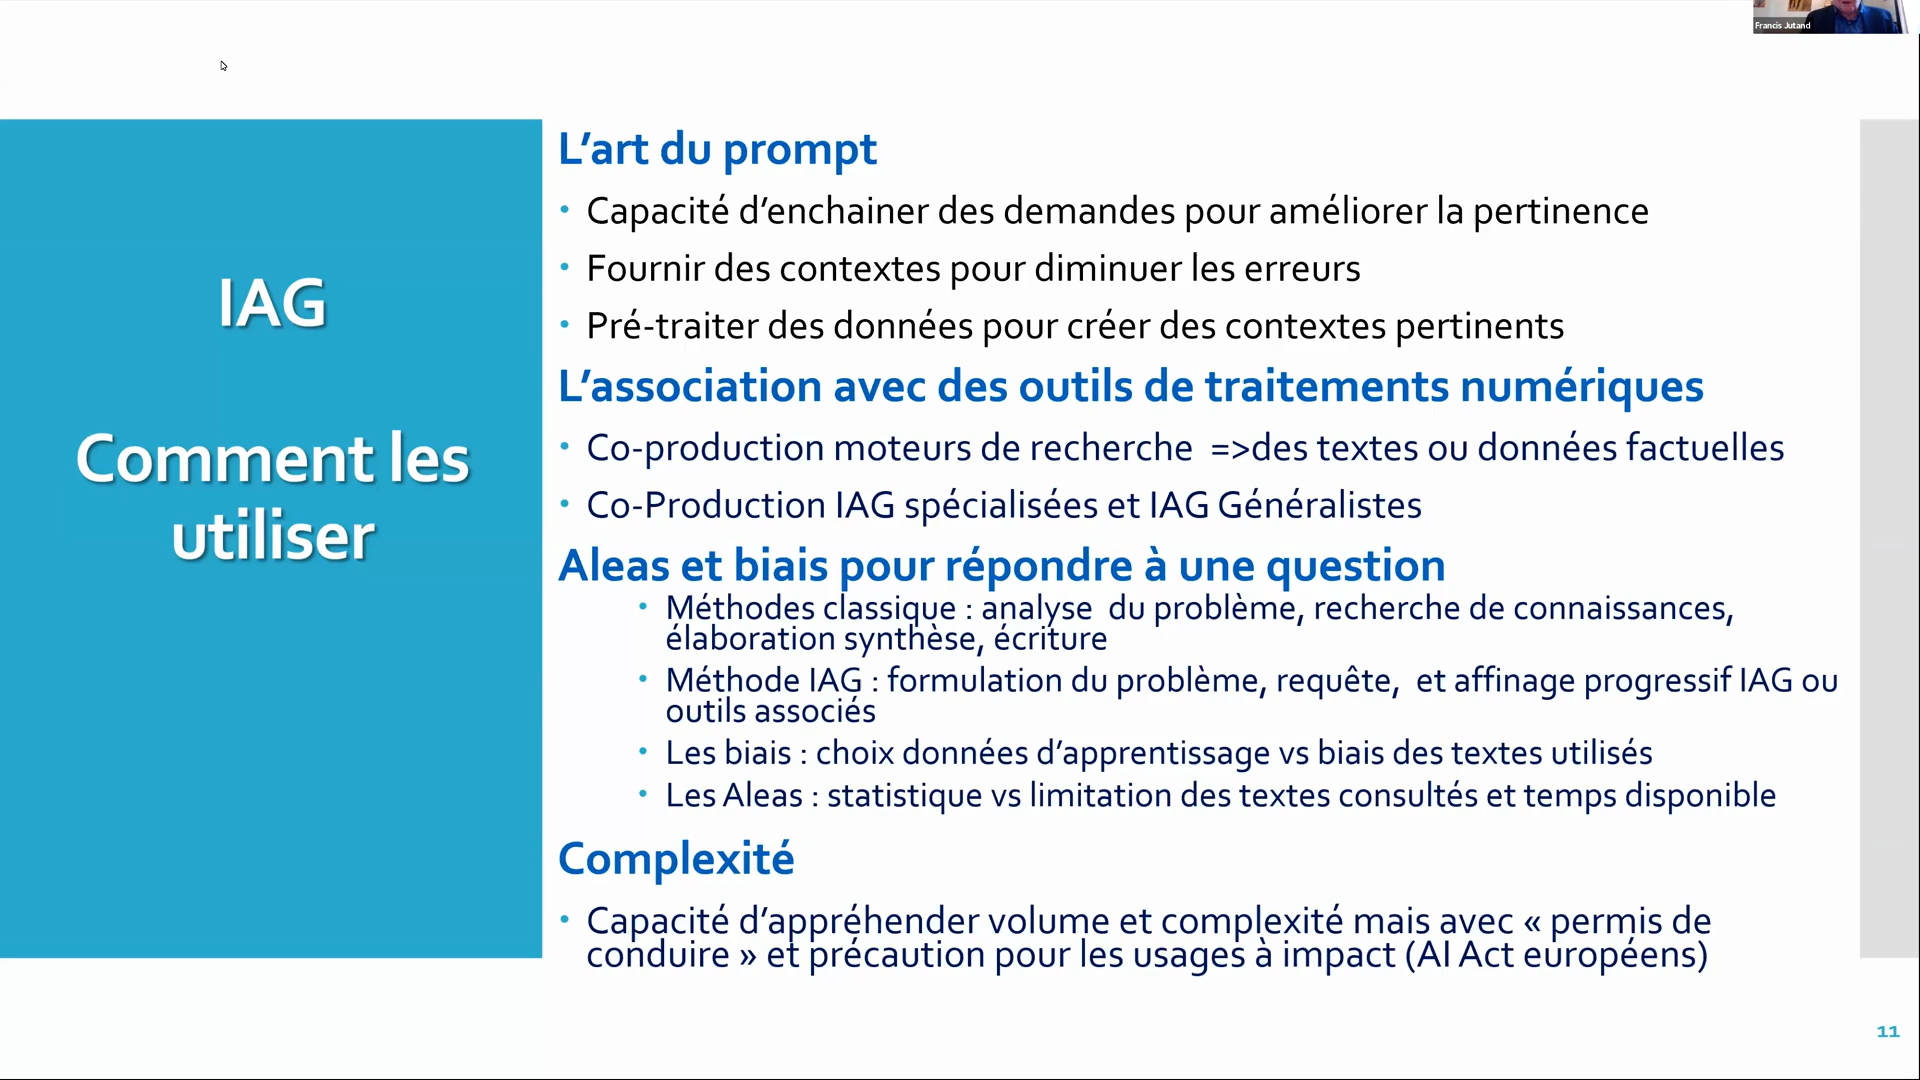 Francis Jutand
IAG
Comment les
utiliser
L’art du prompt
• Capacité d’enchainer des demandes pour améliorer la pertinence
• Fournir des contextes pour diminuer les erreurs
• Pré-traiter des données pour créer des contextes pertinents
L’association avec des outils de traitements numériques
• Co-production moteurs de recherche =>des textes ou données factuelles
• Co-Production IAG spécialisées et IAG Généralistes
Aleas et biais pour répondre à une question
• Méthodes classique : analyse du problème, recherche de connaissances,
élaboration synthèse, écriture
• Méthode IAG : formulation du problème, requête, et affinage progressif IAG ou
outils associés
• Les biais : choix données d’apprentissage vs biais des textes utilisés
• Les Aleas : statistique vs limitation des textes consultés et temps disponible
Complexité
• Capacité d’appréhender volume et complexité mais avec « permis de
conduire » et précaution pour les usages à impact (AI Act européens)
11